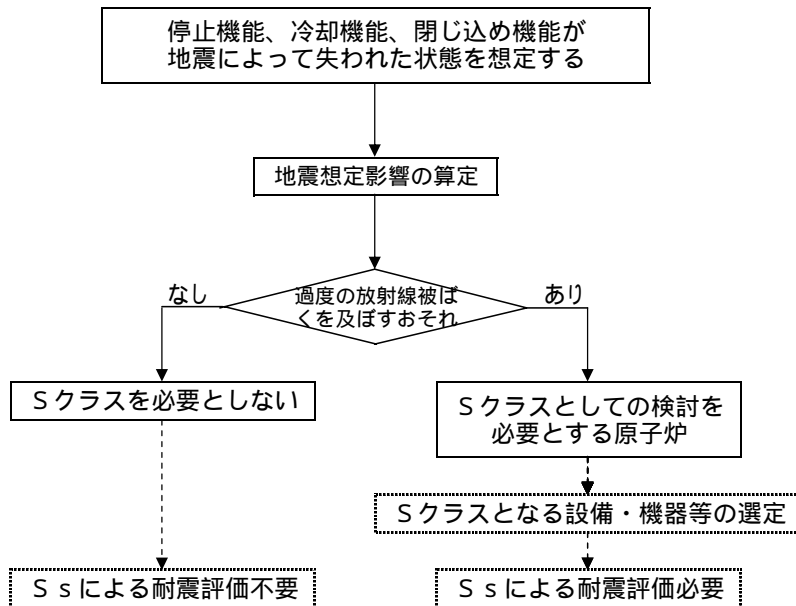 停止機能、冷却機能、閉じ込め機能が
地震によって失われた状態を想定する
地震想定影響の算定
なし
過度の放射線被ば
くを及ぼすおそれ
あり
Sクラスを必要としない
Sクラスとしての検討を
必要とする原子炉
Sクラスとなる設備・機器等の選定
Ssによる耐震評価不要
Ssによる耐震評価必要